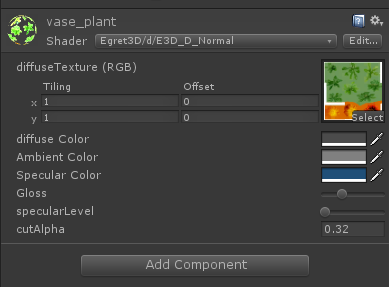 vase_plant
Shader Egret3D/d/E3D_D_Normal Edit...
diffuseTexture (RGB)
Tiling Offset
x 1 0
y 1 0
Select
diffuse Color
Ambient Color
Specular Color
Gloss
specularLevel
cutAlpha 0.32
Add Component